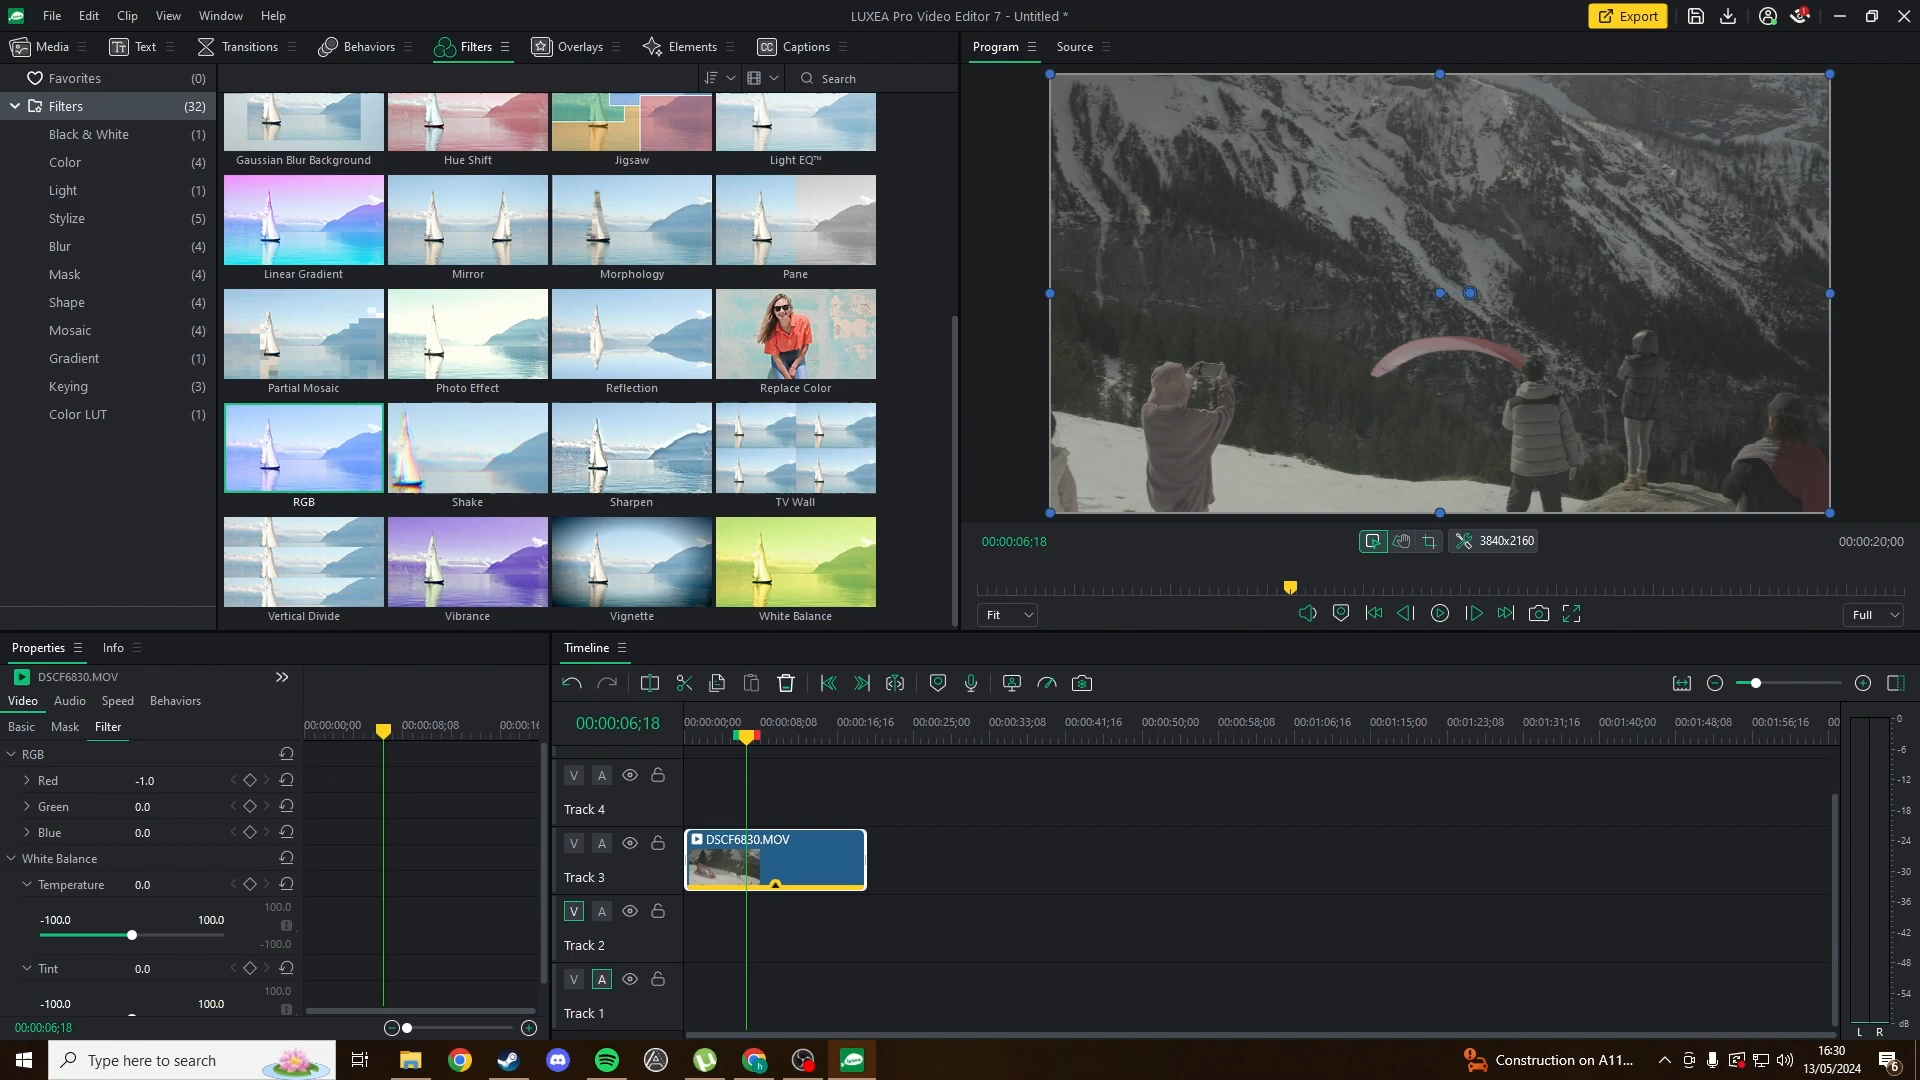 File Edit Clip View Window Help
LUXEA Pro Video Editor 7 - Untitled *
Export
Media
Text
Transitions
Behaviors
Filters
Overlays
Elements
CC Captions
Program
Source
Favorites (0)
Filters (32)
Black & White (1)
Color (4)
Light (1)
Stylize (5)
Blur (4)
Mask (4)
Shape (4)
Mosaic (4)
Gradient (1)
Keying (3)
Color LUT (1)
Search
Gaussian Blur Background
Hue Shift
Jigsaw
Light EQ™
Linear Gradient
Mirror
Morphology
Pane
Partial Mosaic
Photo Effect
Reflection
Replace Color
RGB
Shake
Sharpen
TV Wall
Vertical Divide
Vibrance
Vignette
White Balance
00:00:06;18
3840x2160
00:00:20;00
Fit
Full
Properties
Info
DSCF6830.MOV
Video Audio Speed Behaviors
Basic Mask Filter
00:00:00;00 00:00:08;08 00:00:16
RGB
Red -1.0
Green 0.0
Blue 0.0
White Balance
Temperature 0.0
-100.0 100.0
100.0
-100.0
Tint 0.0
-100.0 100.0
100.0
00:00:06;18
Timeline
00:00:06;18
00:00:00;00 00:00:08;08 00:00:16;16 00:00:25;00 00:00:33;08 00:00:41;16 00:00:50;00 00:00:58;08 00:01:06;16 00:01:15;00 00:01:23;08 00:01:31;16 00:01:40;00 00:01:48;08 00:01:56;16 00
V A
Track 4
V A
Track 3
DSCF6830.MOV
V A
Track 2
V A
Track 1
0
-6
-12
-18
-24
-30
-36
-42
-48
-54
dB
L R
Type here to search
Construction on A11...
16:30
13/05/2024
6